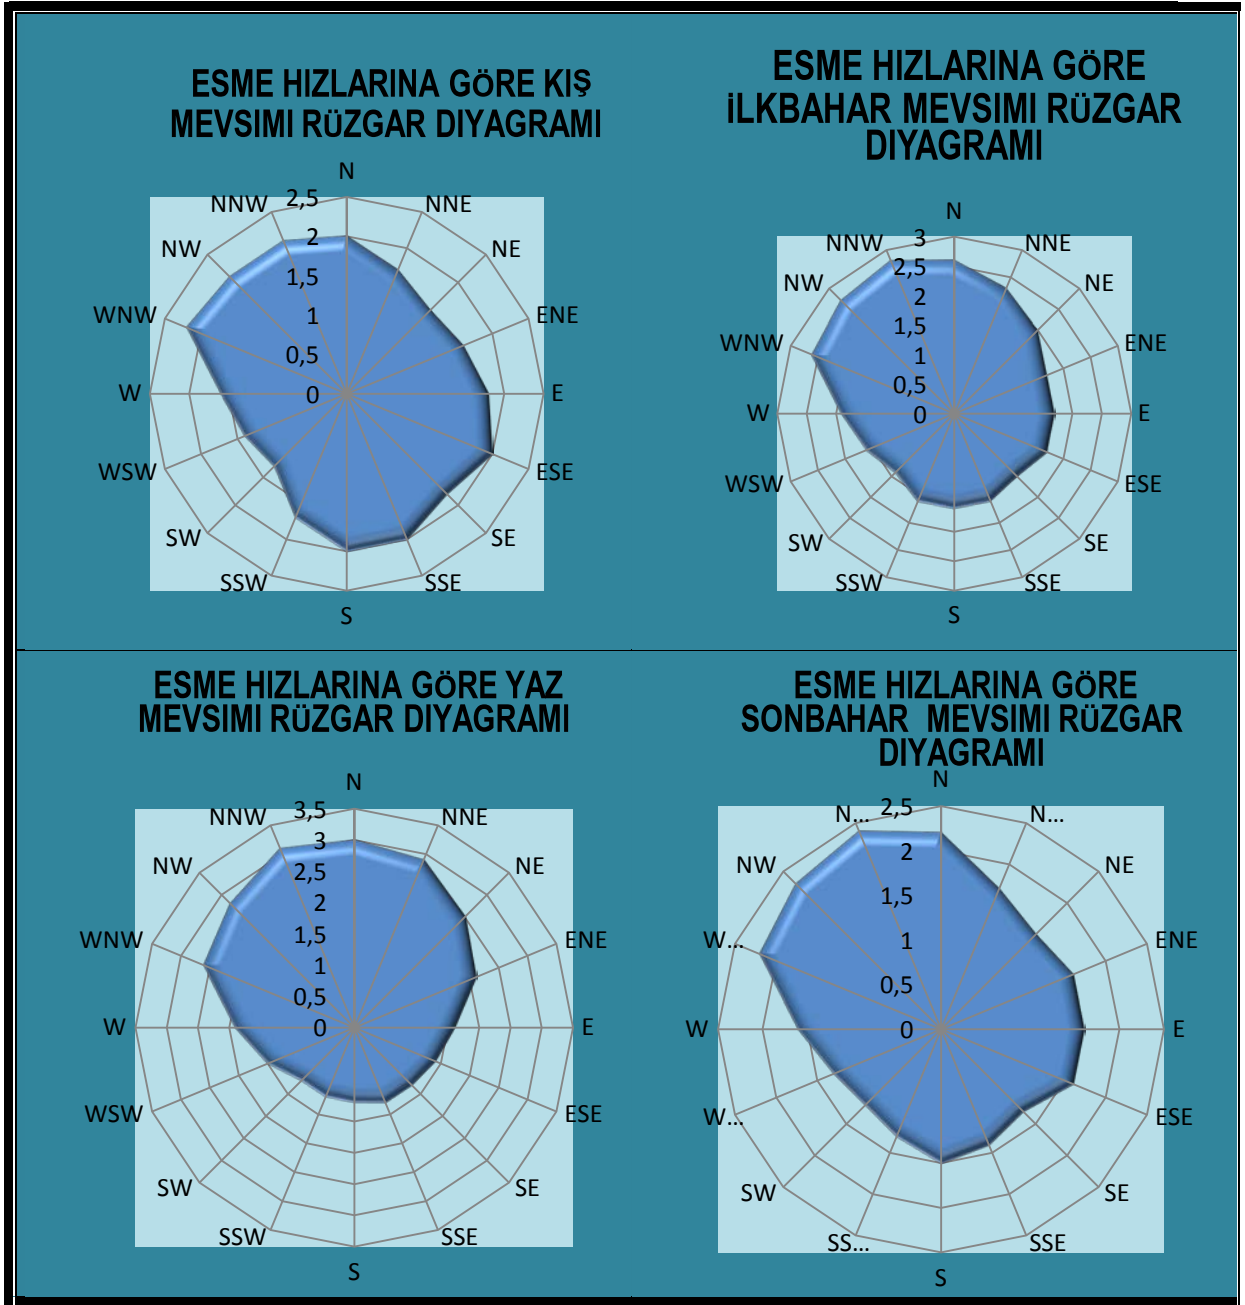 ESME HIZLARINA GÖRE KIŞ
MEVSIMI RÜZGAR DIYAGRAMI
N
NNE
NE
ENE
E
ESE
SE
SSE
S
SSW
SW
WSW
W
WNW
NW
NNW
2,5
2
1,5
1
0,5
0
ESME HIZLARINA GÖRE
İLKBAHAR MEVSIMI RÜZGAR
DIYAGRAMI
N
NNE
NE
ENE
E
ESE
SE
SSE
S
SSW
SW
WSW
W
WNW
NW
NNW
3
2,5
2
1,5
1
0,5
0
ESME HIZLARINA GÖRE YAZ
MEVSIMI RÜZGAR DIYAGRAMI
N
NNE
NE
ENE
E
ESE
SE
SSE
S
SSW
SW
WSW
W
WNW
NW
NNW
3,5
3
2,5
2
1,5
1
0,5
0
ESME HIZLARINA GÖRE
SONBAHAR MEVSIMI RÜZGAR
DIYAGRAMI
N
N...
NE
ENE
E
ESE
SE
SSE
S
SS...
SW
W...
W
W...
NW
N...
2,5
2
1,5
1
0,5
0